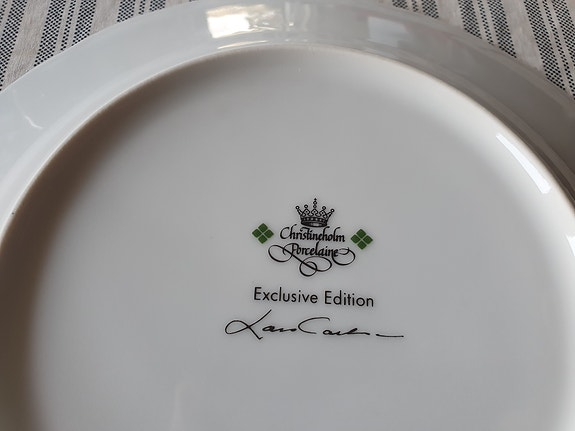 Christineholm
Porcelaine
Exclusive Edition